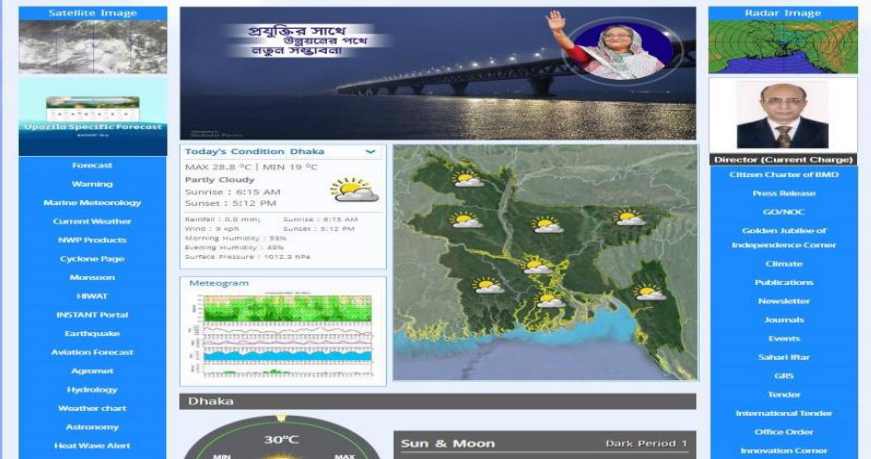 Satellite Image
Upazila Specific Forecast
Forecast
Warning
Marine Meteorology
Current Weather
NWP Products
Cyclone Page
Monsoon
HIWAT
INSTANT Portal
Earthquake
Aviation Forecast
Agromet
Hydrology
Weather chart
Astronomy
Heat Wave Alert
প্রযুক্তির সাথে
উন্নয়নের পথে
নতুন সম্ভাবনা
Today's Condition Dhaka
MAX 28.8 °C | MIN 19 °C
Partly Cloudy
Sunrise : 6:15 AM
Sunset : 5:12 PM
Rainfall : 0.0 mm; Sunrise : 6:15 AM
Wind : 9 kph Sunset : 5:12 PM
Morning Humidity : 93%
Evening Humidity : 43%
Surface Pressure : 1012.3 hPa
Meteogram
Dhaka
30°C
MIN MAX
Sun & Moon Dark Period 1
Radar Image
Director (Current Charge)
Citizen Charter of BMD
Press Release
GO/NOC
Golden Jubilee of
Independence Corner
Climate
Publications
Newsletter
Journals
Events
Sahari Iftar
GRS
Tender
International Tender
Office Order
Innovation Corner